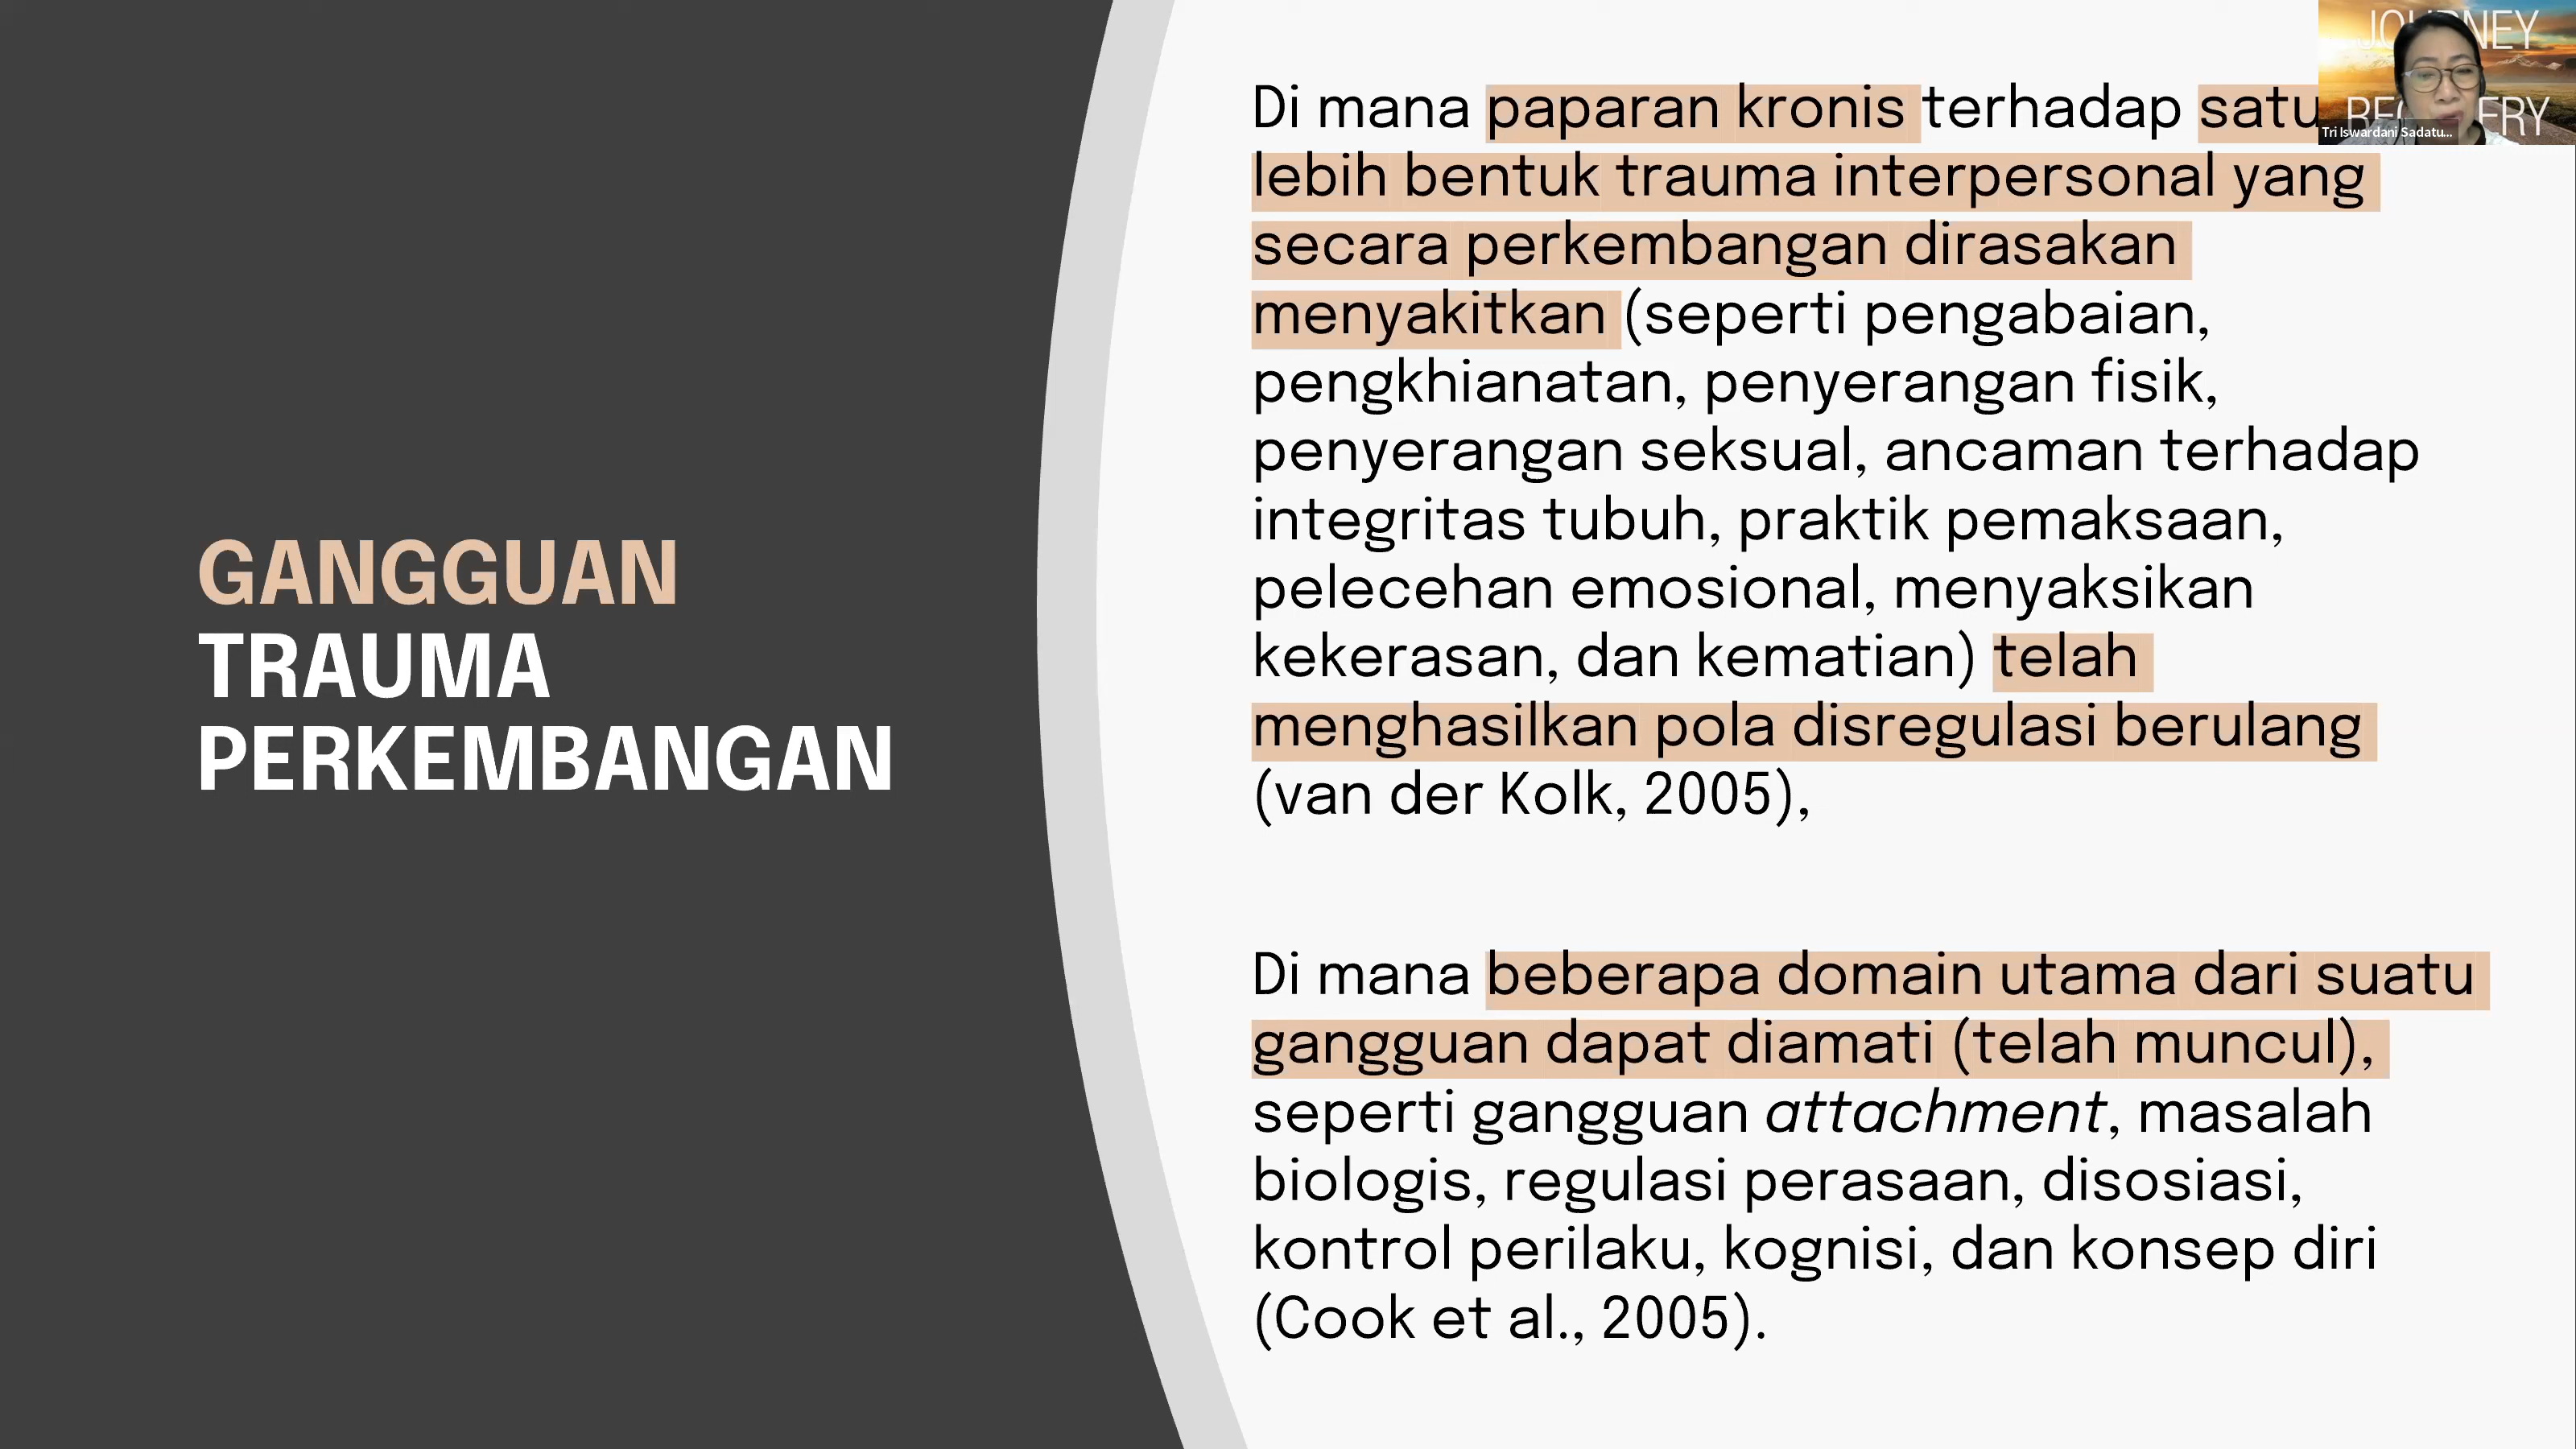 GANGGUAN
TRAUMA
PERKEMBANGAN
Di mana paparan kronis terhadap satu
lebih bentuk trauma interpersonal yang
secara perkembangan dirasakan
menyakitkan (seperti pengabaian,
pengkhianatan, penyerangan fisik,
penyerangan seksual, ancaman terhadap
integritas tubuh, praktik pemaksaan,
pelecehan emosional, menyaksikan
kekerasan, dan kematian) telah
menghasilkan pola disregulasi berulang
(van der Kolk, 2005),
Di mana beberapa domain utama dari suatu
gangguan dapat diamati (telah muncul),
seperti gangguan attachment, masalah
biologis, regulasi perasaan, disosiasi,
kontrol perilaku, kognisi, dan konsep diri
(Cook et al., 2005).
Tri Iswardani Sadatu...